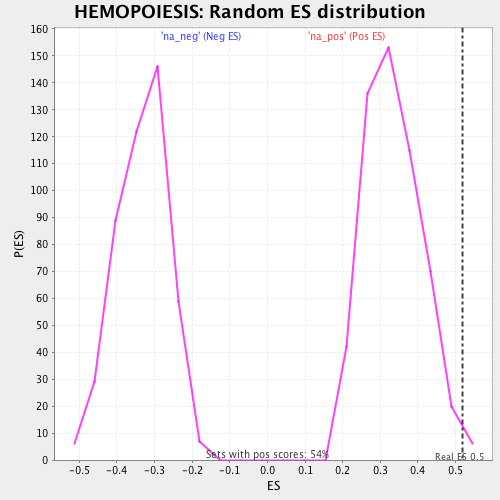 HEMOPOIESIS: Random ES distribution
'na_neg' (Neg ES) 'na_pos' (Pos ES)
160
150
140
130
120
110
100
90
80
70
60
50
40
30
20
10
0
P(ES)
Sets with pos scores: 54%
Real ES 0.5
-0.5 -0.4 -0.3 -0.2 -0.1 0.0 0.1 0.2 0.3 0.4 0.5
ES